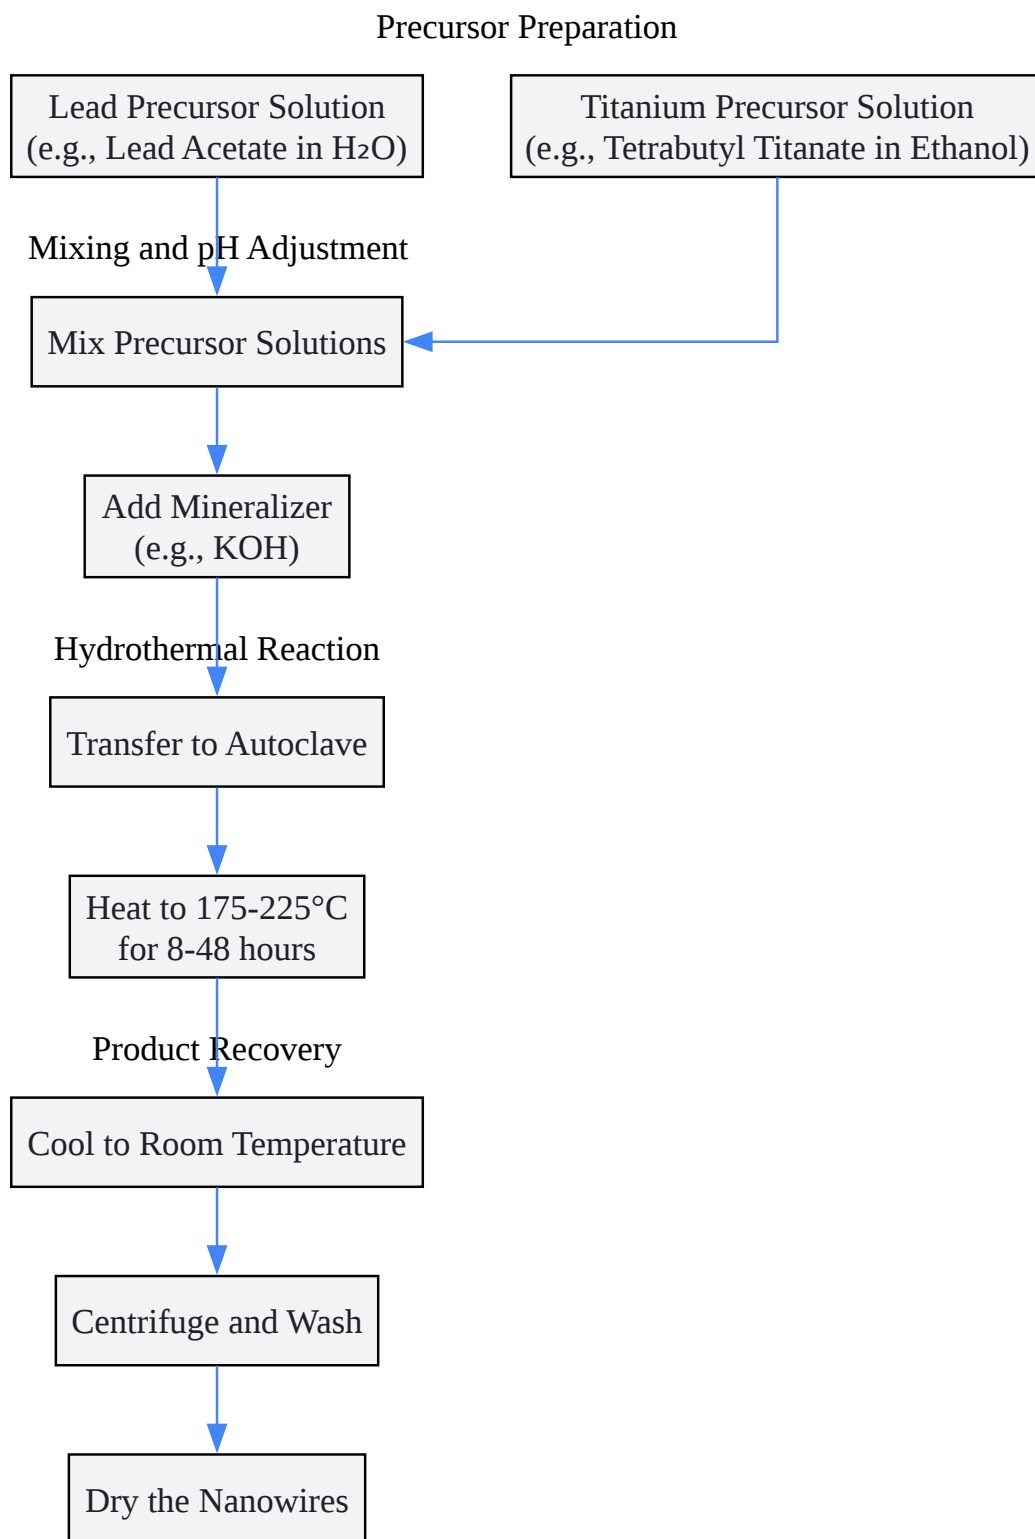 Precursor Preparation
Lead Precursor Solution
(e.g., Lead Acetate in H₂O)
Titanium Precursor Solution
(e.g., Tetrabutyl Titanate in Ethanol)
Mixing and pH Adjustment
Mix Precursor Solutions
Add Mineralizer
(e.g., KOH)
Hydrothermal Reaction
Transfer to Autoclave
Heat to 175-225°C
for 8-48 hours
Product Recovery
Cool to Room Temperature
Centrifuge and Wash
Dry the Nanowires